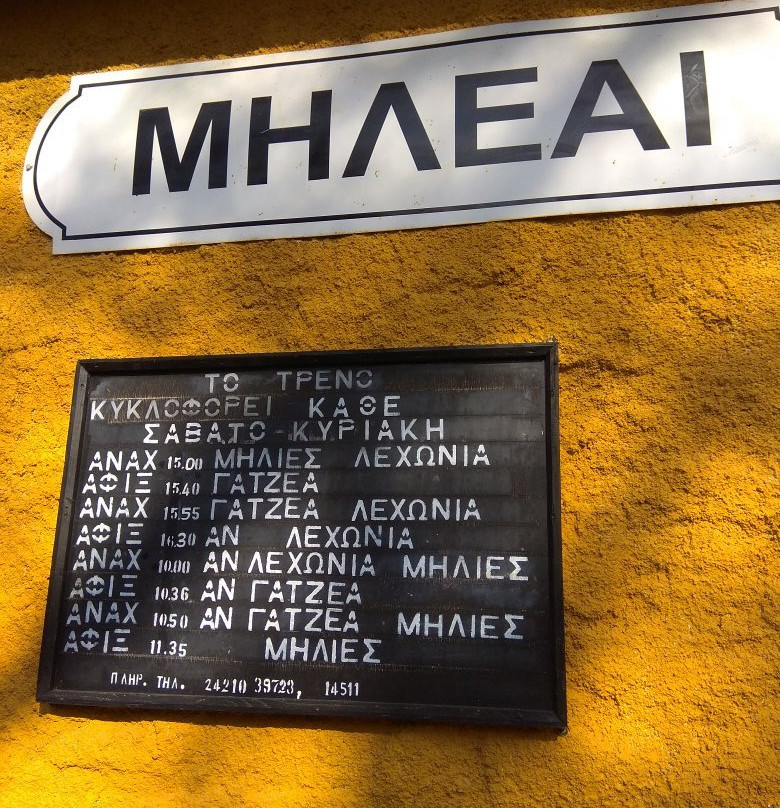 ΜΗΛΕΑΙ
ΤΟ ΤΡΕΝΟ
ΚΥΚΛΟΦΟΡΕΙ ΚΑΘΕ
ΣΑΒΑΤΟ-ΚΥΡΙΑΚΗ
ΑΝΑΧ 15.00 ΜΗΛΙΕΣ ΛΕΧΩΝΙΑ
ΑΦΙΞ 15.40 ΓΑΤΖΕΑ
ΑΝΑΧ 15.55 ΓΑΤΖΕΑ ΛΕΧΩΝΙΑ
ΑΦΙΞ 16.30 ΑΝ ΛΕΧΩΝΙΑ
ΑΝΑΧ 10.00 ΑΝ ΛΕΧΩΝΙΑ ΜΗΛΙΕΣ
ΑΦΙΞ 10.36 ΑΝ ΓΑΤΖΕΑ
ΑΝΑΧ 10.50 ΑΝ ΓΑΤΖΕΑ ΜΗΛΙΕΣ
ΑΦΙΞ 11.35 ΜΗΛΙΕΣ
ΠΛΗΡ. ΤΗΛ. 24210 39723, 14511